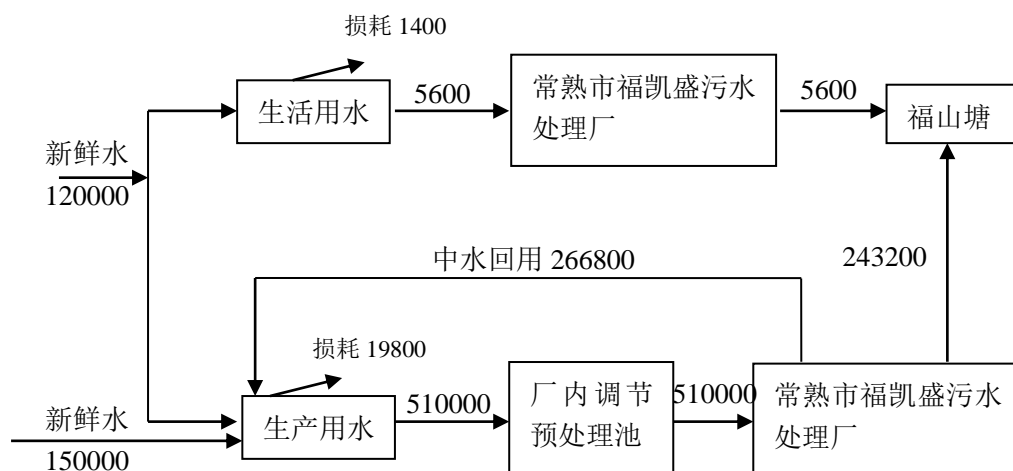 损耗 1400
生活用水
5600
常熟市福凯盛污水
处理厂
5600
福山塘
新鲜水
120000
中水回用 266800
243200
损耗 19800
新鲜水
150000
生产用水
510000
厂内调节
预处理池
510000
常熟市福凯盛污水
处理厂